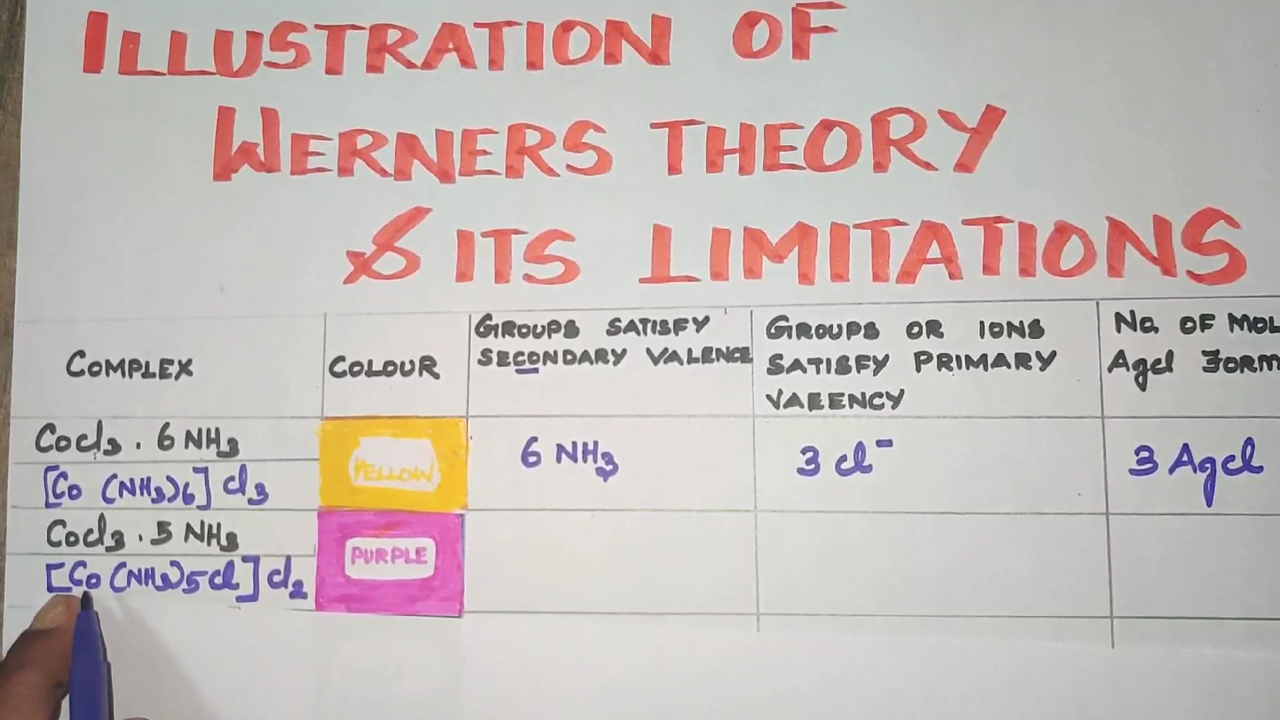 ILLUSTRATION OF
WERNERS THEORY
& ITS LIMITATIONS
COMPLEX
COLOUR
GROUPS SATISFY
SECONDARY VALENCE
GROUPS OR IONS
SATISFY PRIMARY
VALENCY
No. OF MOL
Agcl FORM
Cocl3 . 6 NH3
[Co (NH3)6] cl3
YELLOW
6 NH3
3 cl⁻
3 Agcl
Cocl3 . 5 NH3
[Co (NH3)5 cl] cl2
PURPLE